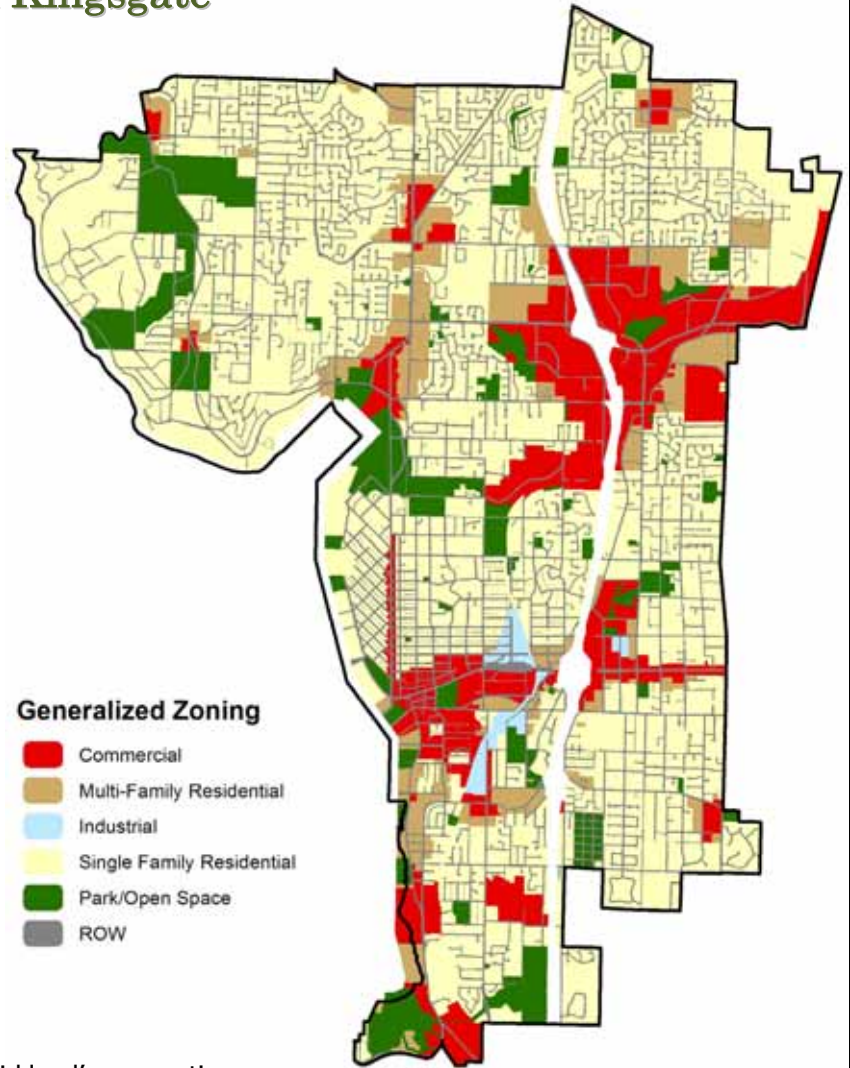 Kingsgate
Generalized Zoning
Commercial
Multi-Family Residential
Industrial
Single Family Residential
Park/Open Space
ROW